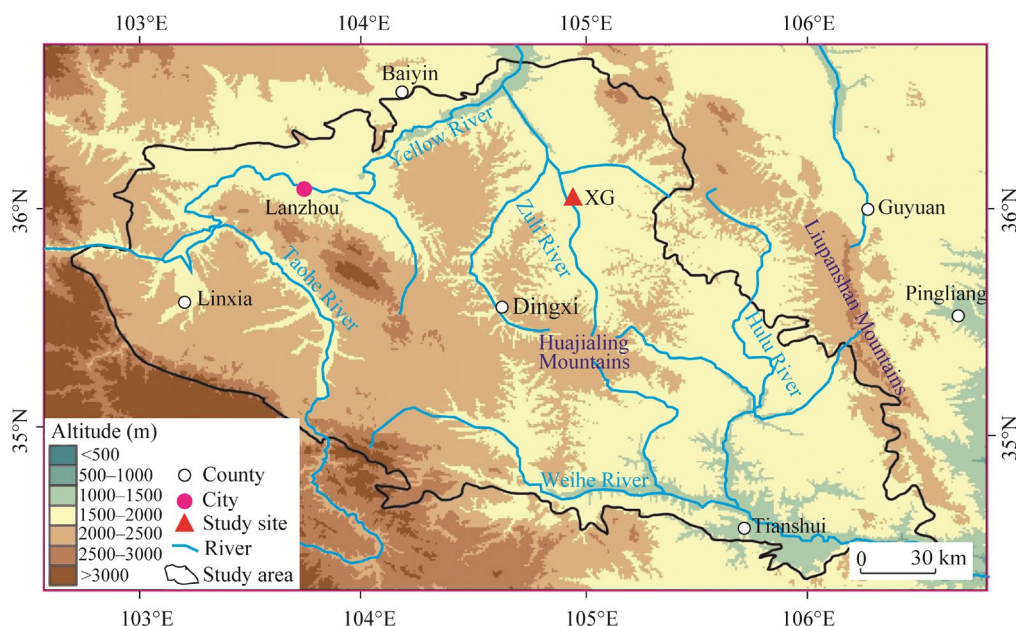 103°E 104°E 105°E 106°E
Baiyin
Yellow River
36°N
Lanzhou
XG
Guyuan
36°N
Zuli River
Taohe River
Liupanshan Mountains
Linxia
Dingxi
Pingliang
Hulu River
Huajialing
Mountains
35°N
35°N
Altitude (m)
<500
500–1000
1000–1500
1500–2000
2000–2500
2500–3000
>3000
County
City
Study site
River
Study area
Weihe River
Tianshui
0 30 km
103°E 104°E 105°E 106°E